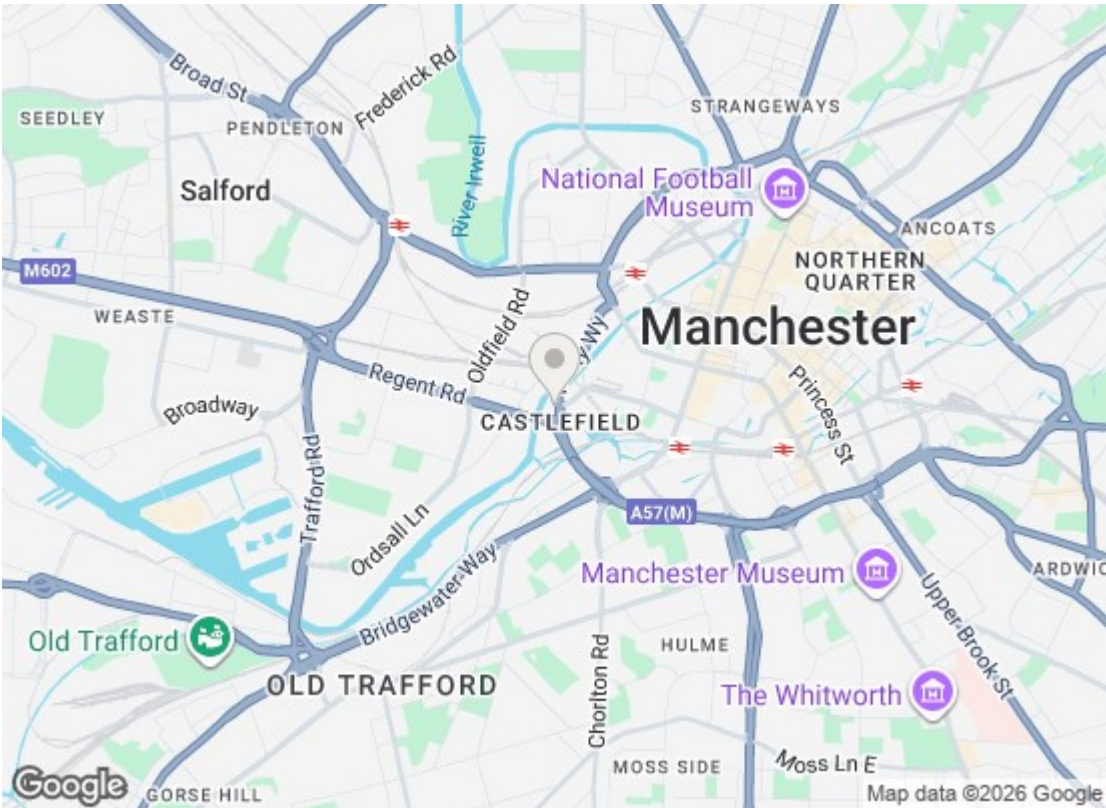 Broad St
Frederick Rd
SEEDLEY
PENDLETON
STRANGEWAYS
Salford
River Irwell
National Football
Museum
ANCOATS
M602
NORTHERN
QUARTER
WEASTE
Oldfield Rd
Manchester
Regent Rd
Broadway
CASTLEFIELD
Princess St
Trafford Rd
A57(M)
Ordsall Ln
Manchester Museum
ARDWIC
Bridgewater Way
Upper Brook St
Old Trafford
HULME
OLD TRAFFORD
Chorlton Rd
The Whitworth
MOSS SIDE
Moss Ln E
Google
GORSE HILL
Map data ©2026 Google